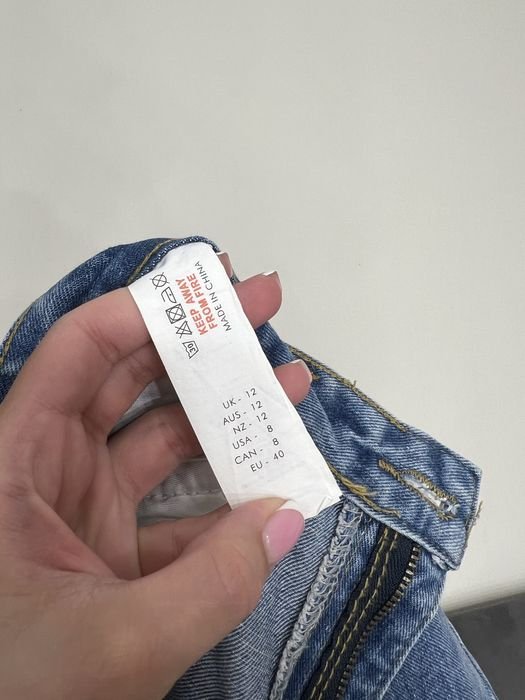 30
KEEP AWAY
FROM FIRE
MADE IN CHINA
UK - 12
AUS - 12
NZ - 12
USA - 8
CAN - 8
EU - 40